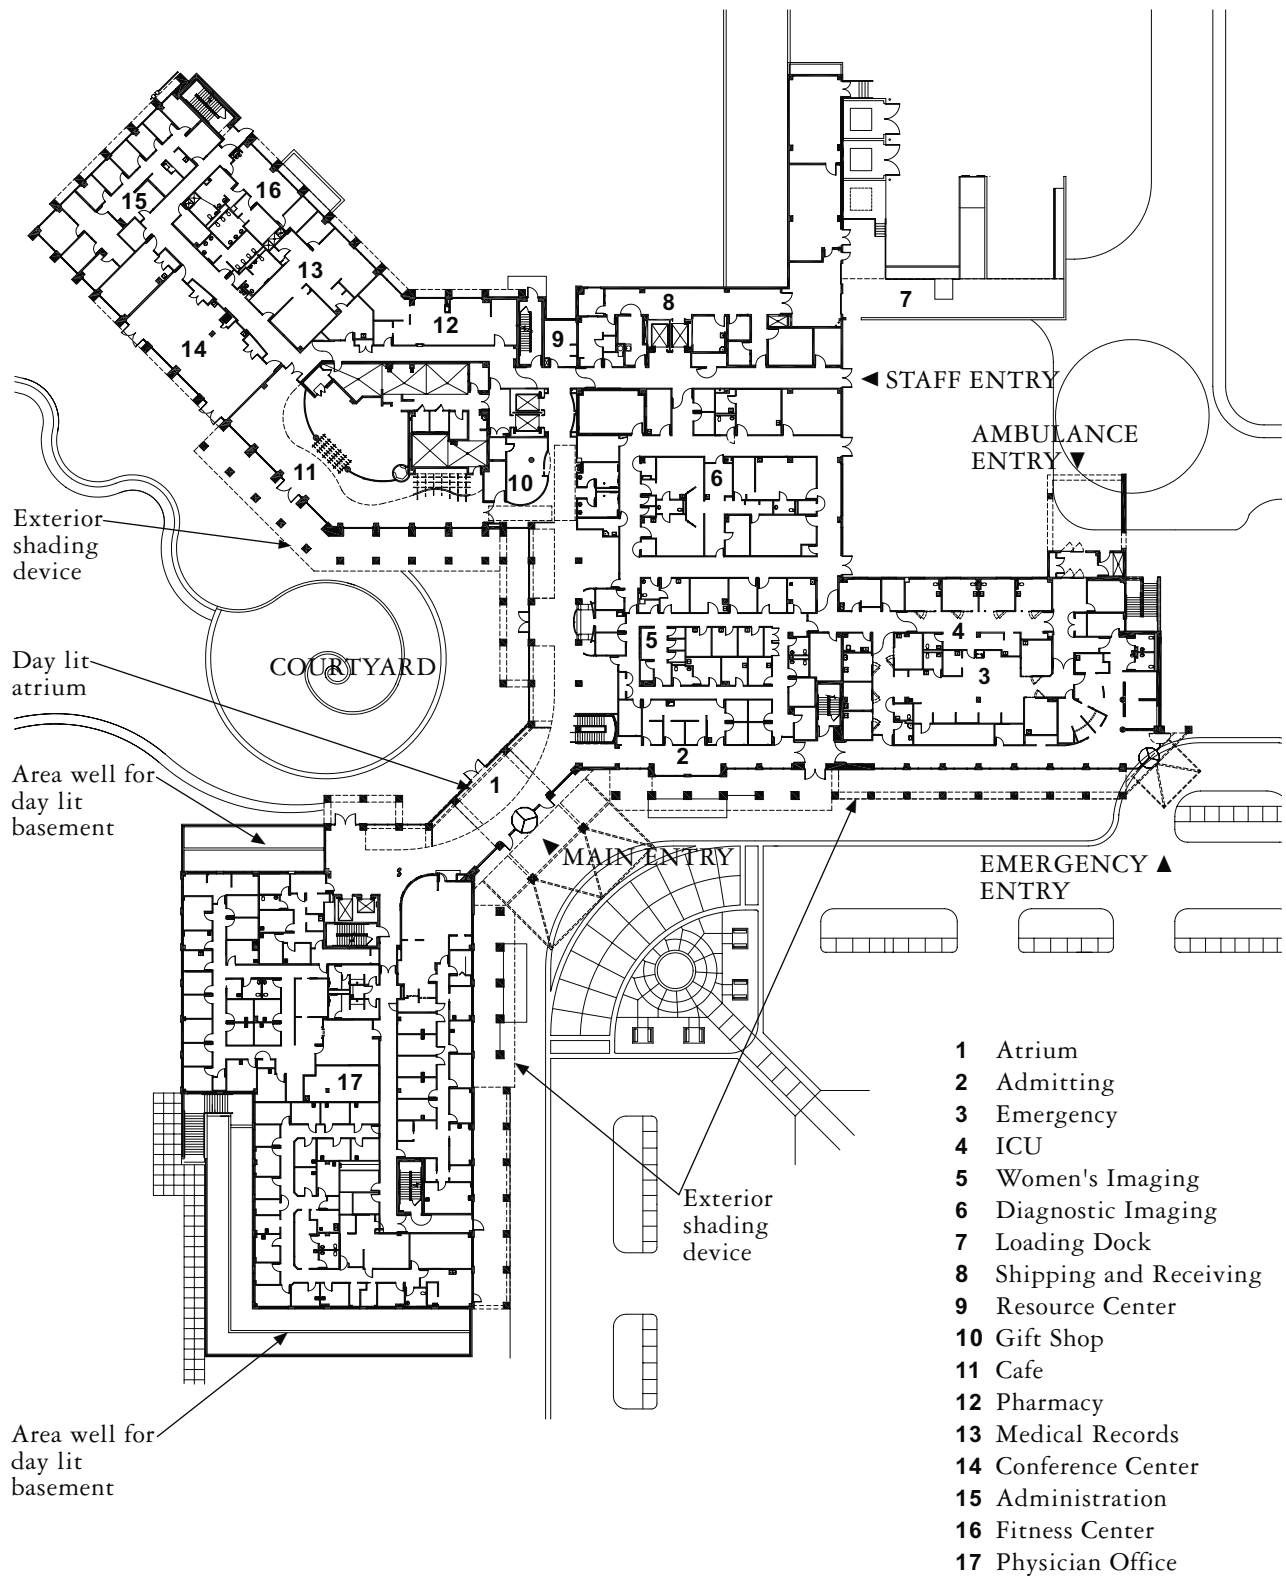 15
16
13
12
8
7
9
14
STAFF ENTRY
AMBULANCE
ENTRY
11
10
6
Exterior
shading
device
5
4
3
COURTYARD
Day lit
atrium
2
1
Area well for
day lit
basement
MAIN ENTRY
EMERGENCY
ENTRY
17
Exterior
shading
device
Area well for
day lit
basement
1 Atrium
2 Admitting
3 Emergency
4 ICU
5 Women's Imaging
6 Diagnostic Imaging
7 Loading Dock
8 Shipping and Receiving
9 Resource Center
10 Gift Shop
11 Cafe
12 Pharmacy
13 Medical Records
14 Conference Center
15 Administration
16 Fitness Center
17 Physician Office